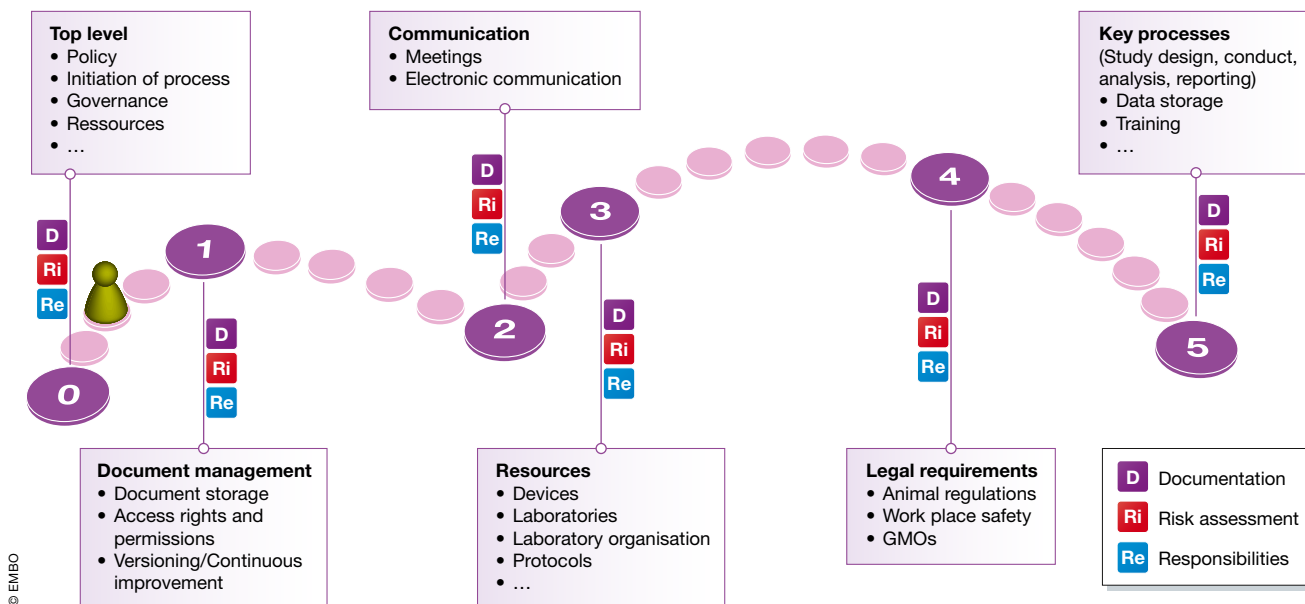 Top level
• Policy
• Initiation of process
• Governance
• Ressources
• …
Communication
• Meetings
• Electronic communication
Key processes
(Study design, conduct,
analysis, reporting)
• Data storage
• Training
• …
D
Ri
Re
D
Ri
Re
D
Ri
Re
0
1
2
3
4
5
D
Ri
Re
D
Ri
Re
D
Ri
Re
Document management
• Document storage
• Access rights and
permissions
• Versioning/Continuous
improvement
Resources
• Devices
• Laboratories
• Laboratory organisation
• Protocols
• …
Legal requirements
• Animal regulations
• Work place safety
• GMOs
D Documentation
Ri Risk assessment
Re Responsibilities
© EMBO